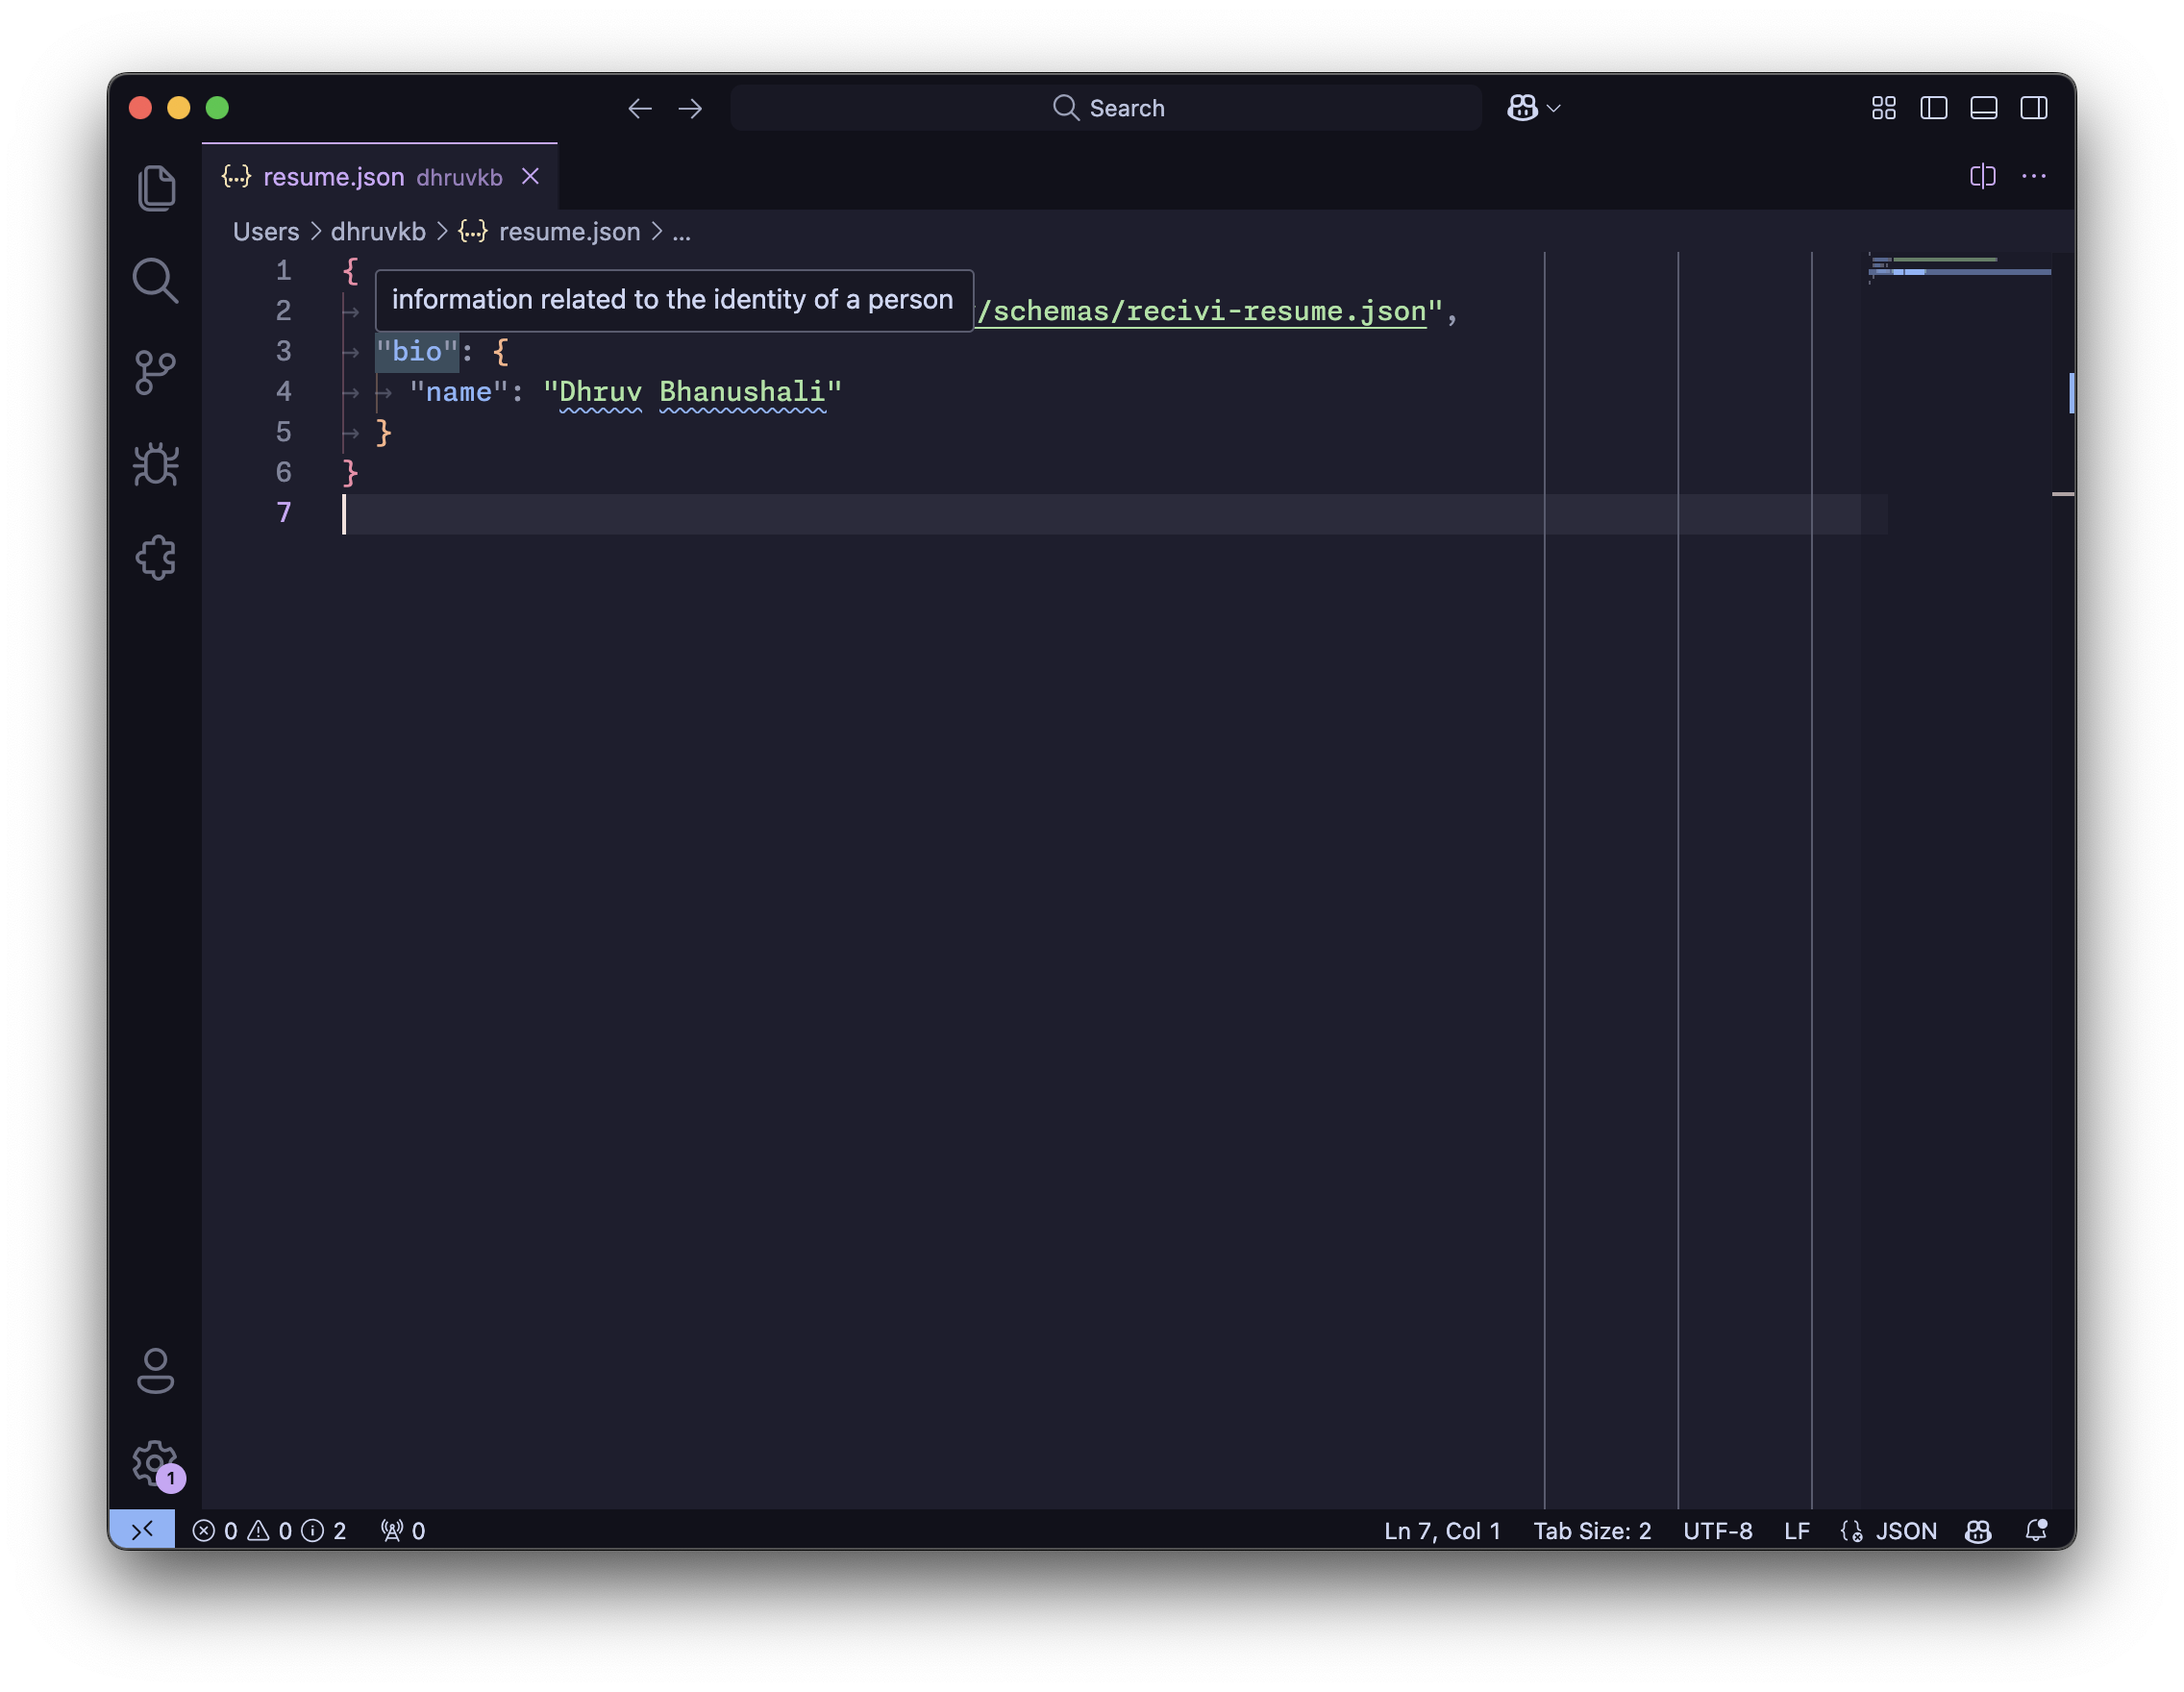 Search
{...} resume.json dhruvkb
Users > dhruvkb > {...} resume.json > ...
1 {
information related to the identity of a person
2 /schemas/recivi-resume.json",
3 "bio": {
4 "name": "Dhruv Bhanushali"
5 }
6 }
7
1
0 0 2 0
Ln 7, Col 1 Tab Size: 2 UTF-8 LF JSON